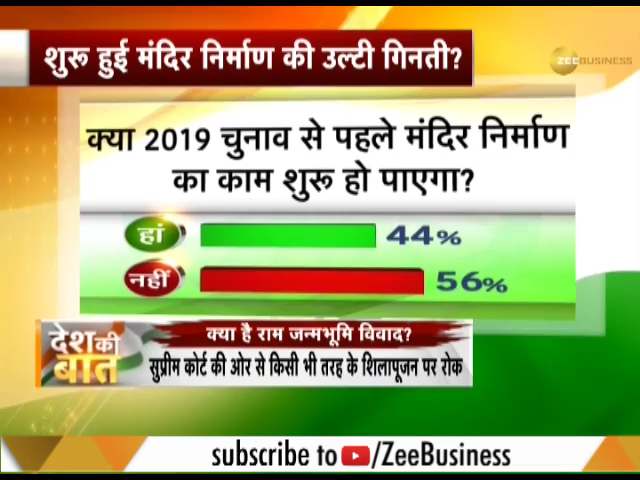 शुरू हुई मंदिर निर्माण की उल्टी गिनती?
ZEEBUSINESS
क्या 2019 चुनाव से पहले मंदिर निर्माण
का काम शुरू हो पाएगा?
हां 44%
नहीं 56%
देश की
बात
क्या है राम जन्मभूमि विवाद?
सुप्रीम कोर्ट की ओर से किसी भी तरह के शिलापूजन पर रोक
subscribe to /ZeeBusiness